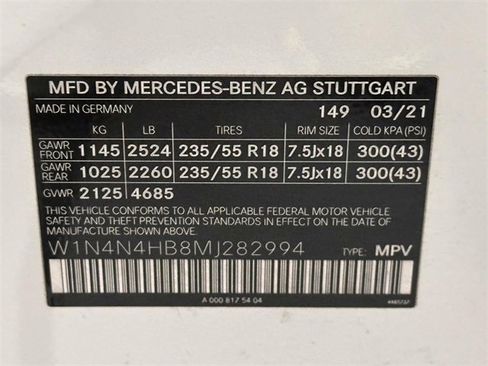 MFD BY MERCEDES-BENZ AG STUTTGART
MADE IN GERMANY 149 03/21
KG LB TIRES RIM SIZE COLD KPA (PSI)
GAWR FRONT 1145 2524 235/55 R18 7.5Jx18 300(43)
GAWR REAR 1025 2260 235/55 R18 7.5Jx18 300(43)
GVWR 2125 4685
THIS VEHICLE CONFORMS TO ALL APPLICABLE FEDERAL MOTOR VEHICLE
SAFETY AND THEFT PREVENTION STANDARDS IN EFFECT ON THE DATE OF
MANUFACTURE SHOWN ABOVE.
W1N4N4HB8MJ282994 TYPE: MPV
A 000 817 54 04